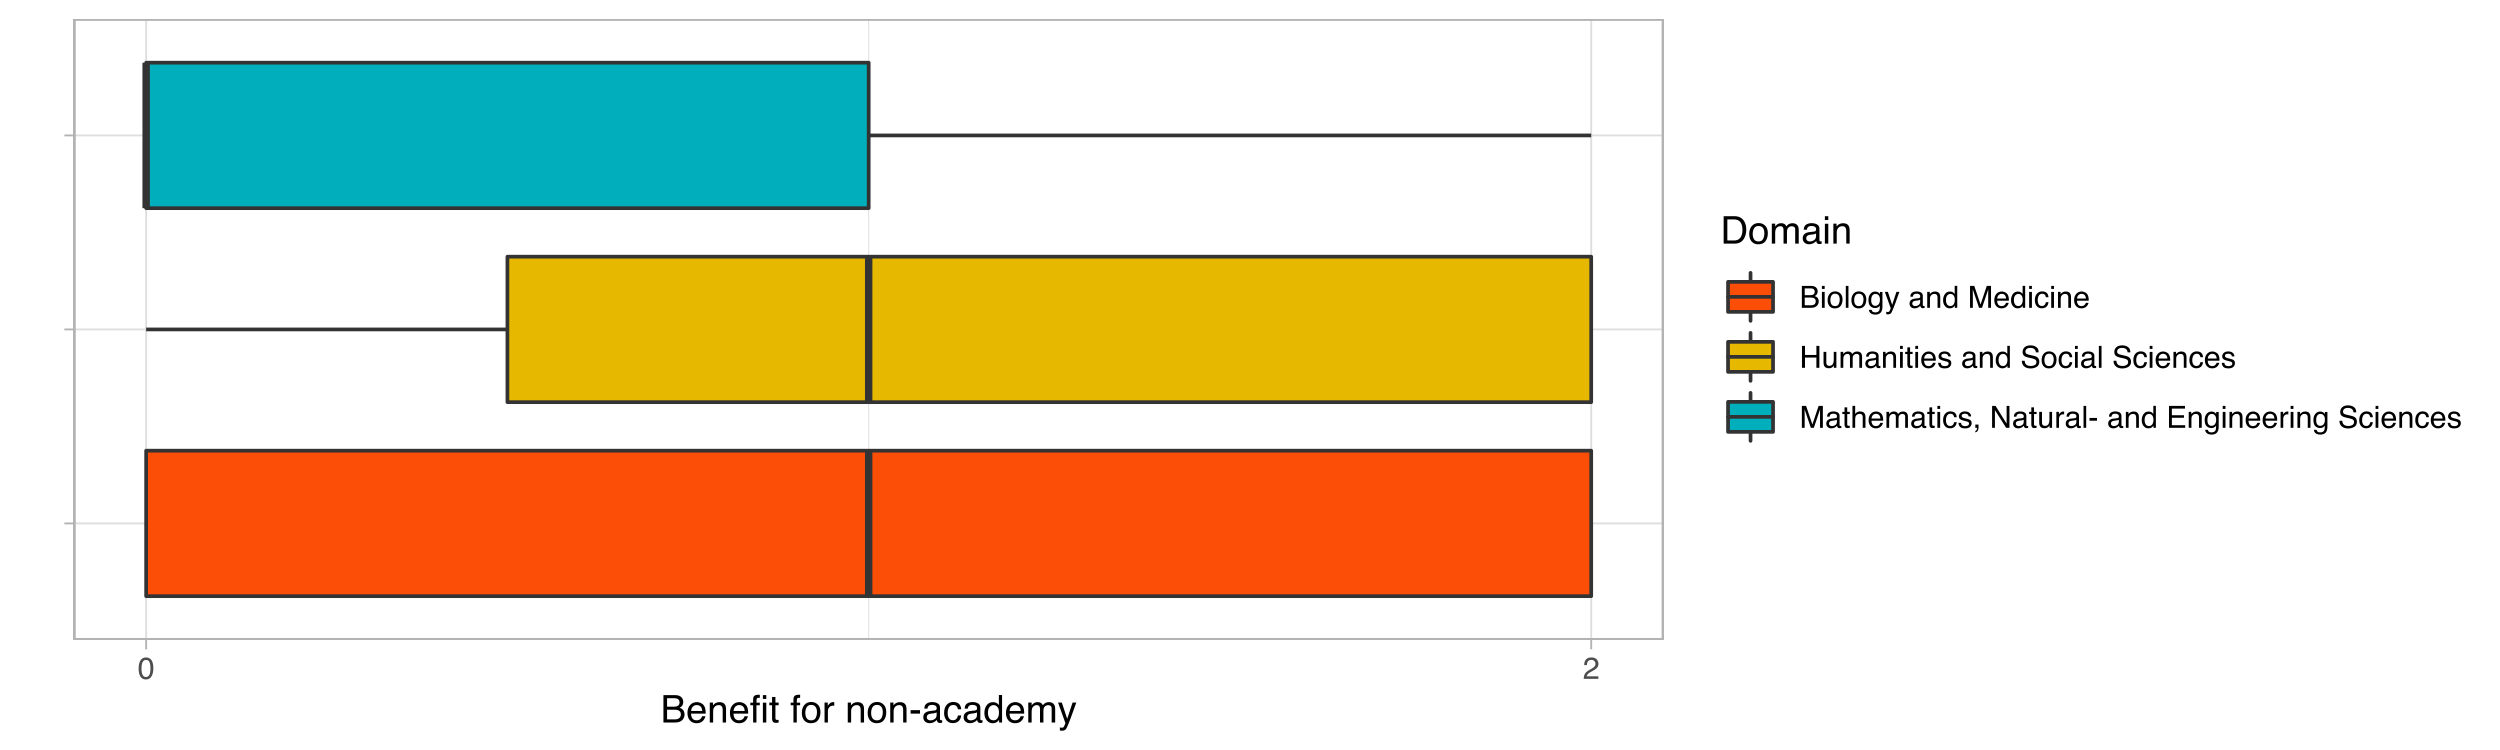 Domain
Biology and Medicine
Humanities and Social Sciences
Mathematics, Natural- and Engineering Sciences
0 2
Benefit for non-academy